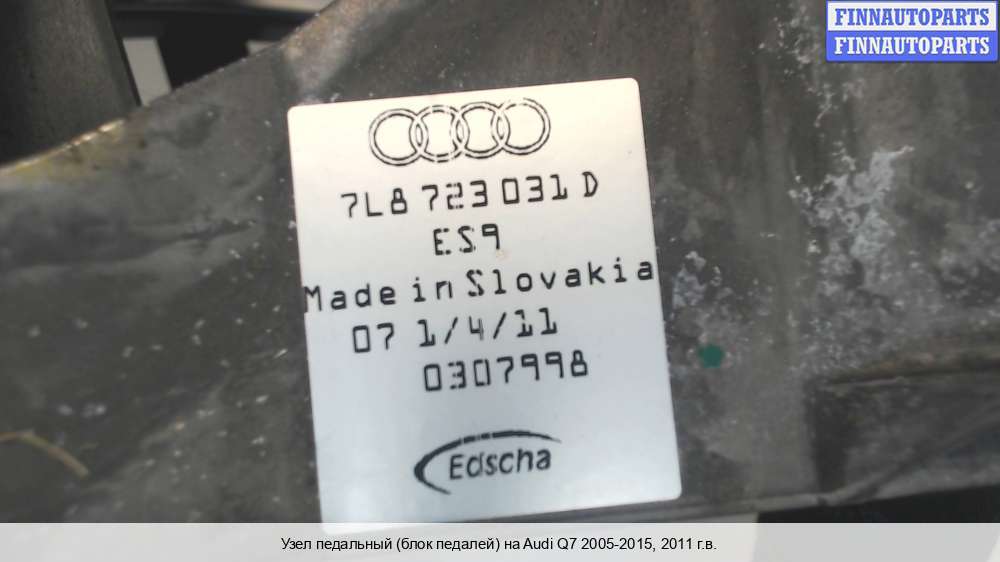 FINNAUTOPARTS
FINNAUTOPARTS
7L8 723 031 D
ES9
Made in Slovakia
07 1/4/11
0307998
Edscha
Узел педальный (блок педалей) на Audi Q7 2005-2015, 2011 г.в.